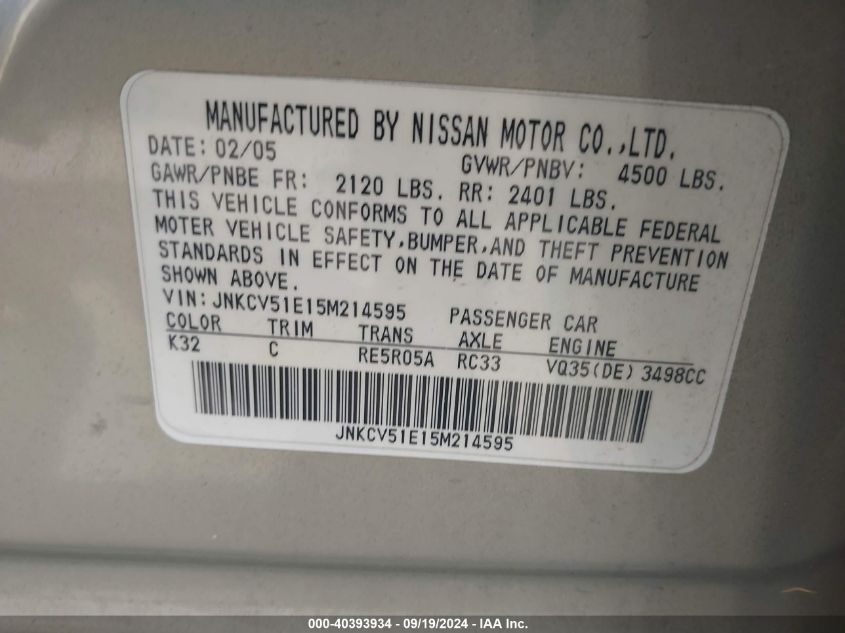 MANUFACTURED BY NISSAN MOTOR CO.,LTD.
DATE: 02/05 GVWR/PNBV: 4500 LBS.
GAWR/PNBE FR: 2120 LBS. RR: 2401 LBS.
THIS VEHICLE CONFORMS TO ALL APPLICABLE FEDERAL
MOTER VEHICLE SAFETY,BUMPER,AND THEFT PREVENTION
STANDARDS IN EFFECT ON THE DATE OF MANUFACTURE
SHOWN ABOVE.
VIN: JNKCV51E15M214595 PASSENGER CAR
COLOR TRIM TRANS AXLE ENGINE
K32 C RE5R05A RC33 VQ35(DE) 3498CC
JNKCV51E15M214595
000-40393934 - 09/19/2024 - IAA Inc.